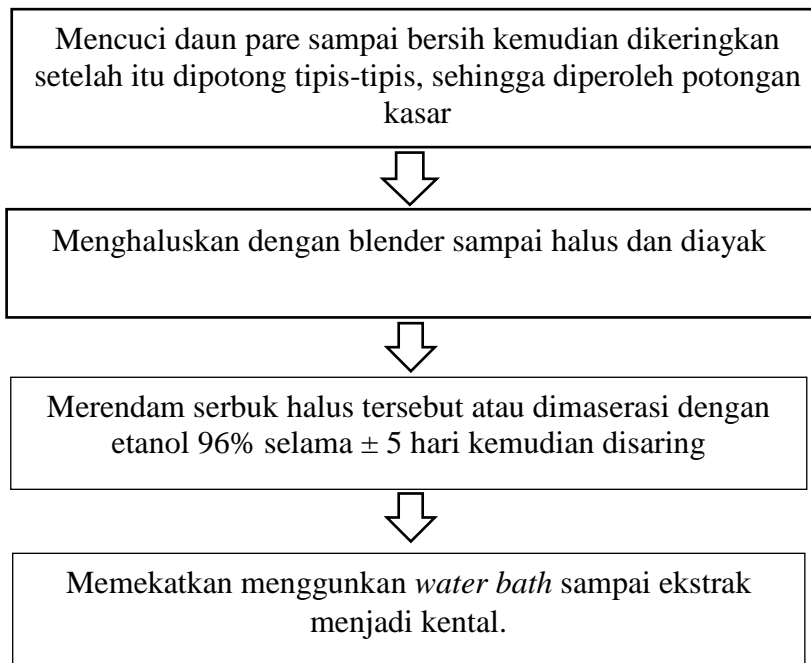 Mencuci daun pare sampai bersih kemudian dikeringkan
setelah itu dipotong tipis-tipis, sehingga diperoleh potongan
kasar
Menghaluskan dengan blender sampai halus dan diayak
Merendam serbuk halus tersebut atau dimaserasi dengan
etanol 96% selama ± 5 hari kemudian disaring
Memekatkan menggunkan water bath sampai ekstrak
menjadi kental.